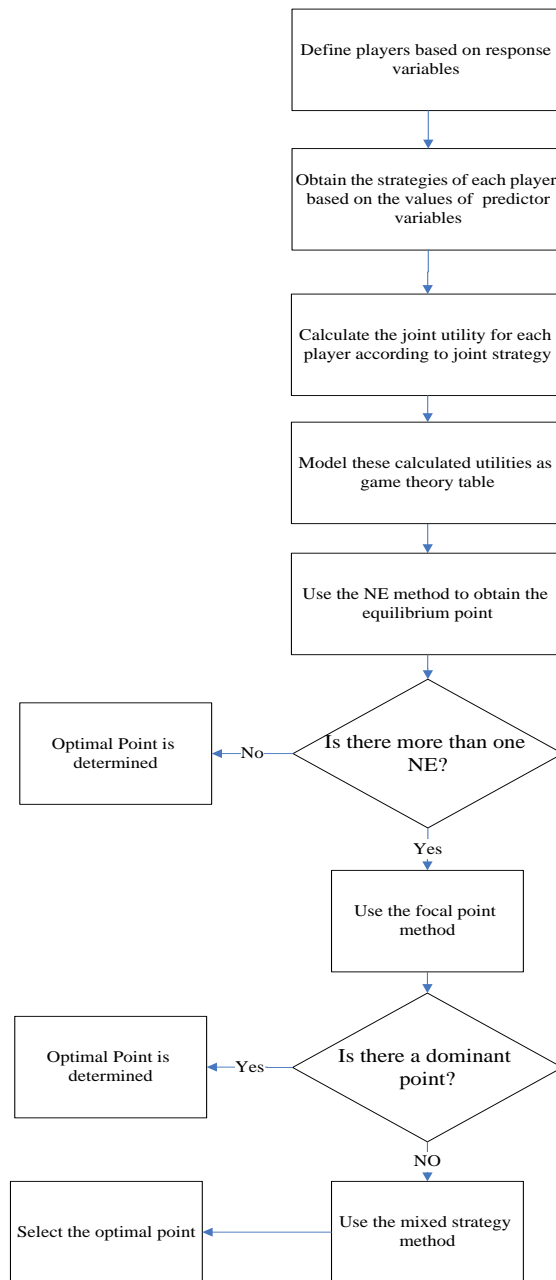 Define players based on response
variables
Obtain the strategies of each player
based on the values of predictor
variables
Calculate the joint utility for each
player according to joint strategy
Model these calculated utilities as
game theory table
Use the NE method to obtain the
equilibrium point
Is there more than one
NE?
No
Optimal Point is
determined
Yes
Use the focal point
method
Is there a dominant
point?
Yes
Optimal Point is
determined
NO
Use the mixed strategy
method
Select the optimal point